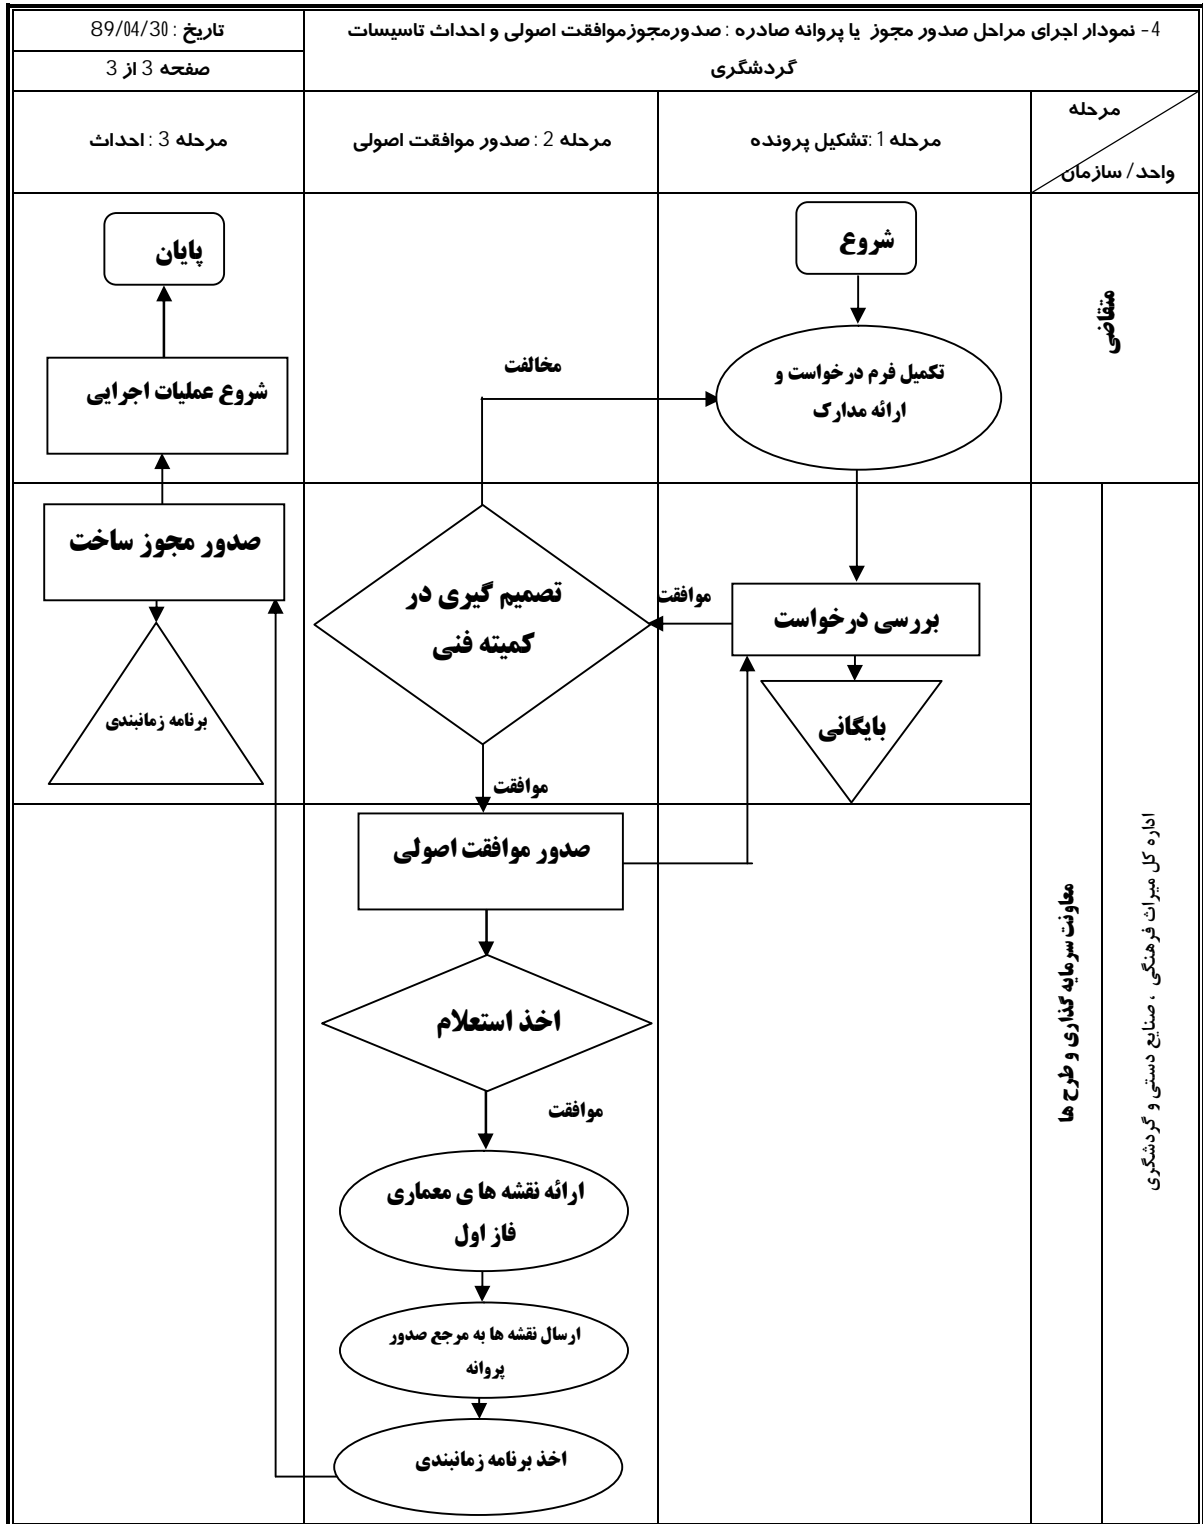 4- نمودار اجرای مراحل صدور مجوز یا پروانه صادره : صدورمجوزموافقت اصولی و احداث تاسیسات
گردشگری
تاریخ : 89/04/30
صفحه 3 از 3
مرحله
واحد/ سازمان
مرحله 1 :تشکیل پرونده
مرحله 2 : صدور موافقت اصولی
مرحله 3 : احداث
متقاضی
شروع
تکمیل فرم درخواست و
ارائه مدارک
مخالفت
پایان
شروع عملیات اجرایی
اداره کل میراث فرهنگی ، صنایع دستی و گردشگری
معاونت سرمایه گذاری و طرح ها
بررسی درخواست
بایگانی
موافقت
تصمیم گیری در
کمیته فنی
موافقت
صدور مجوز ساخت
برنامه زمانبندی
صدور موافقت اصولی
اخذ استعلام
موافقت
ارائه نقشه ها ی معماری
فاز اول
ارسال نقشه ها به مرجع صدور
پروانه
اخذ برنامه زمانبندی